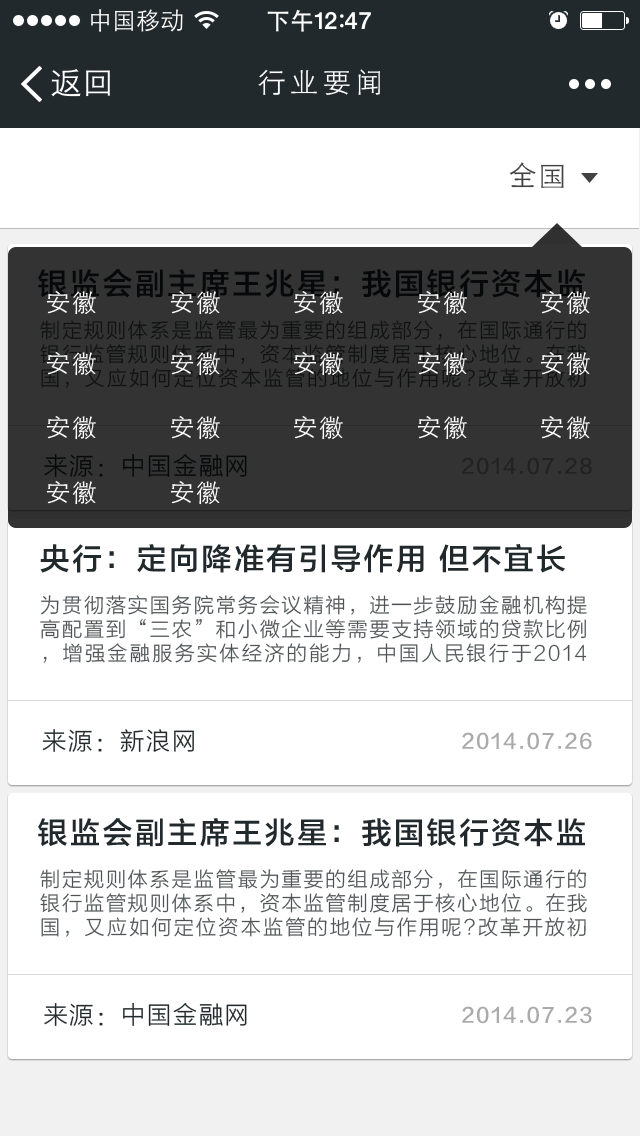 中国移动 下午12:47
返回 行业要闻
全国
银监会副主席王兆星：我国银行资本监
安徽 安徽 安徽 安徽 安徽
制定规则体系是监管最为重要的组成部分，在国际通行的
银行监管规则体系中，资本监管制度居于核心地位。在我
安徽 安徽 安徽 安徽 安徽
国，又应如何定位资本监管的地位与作用呢?改革开放初
安徽 安徽 安徽 安徽 安徽
来源：中国金融网 2014.07.28
安徽 安徽
央行：定向降准有引导作用 但不宜长
为贯彻落实国务院常务会议精神，进一步鼓励金融机构提
高配置到“三农”和小微企业等需要支持领域的贷款比例
，增强金融服务实体经济的能力，中国人民银行于2014
来源：新浪网 2014.07.26
银监会副主席王兆星：我国银行资本监
制定规则体系是监管最为重要的组成部分，在国际通行的
银行监管规则体系中，资本监管制度居于核心地位。在我
国，又应如何定位资本监管的地位与作用呢?改革开放初
来源：中国金融网 2014.07.23